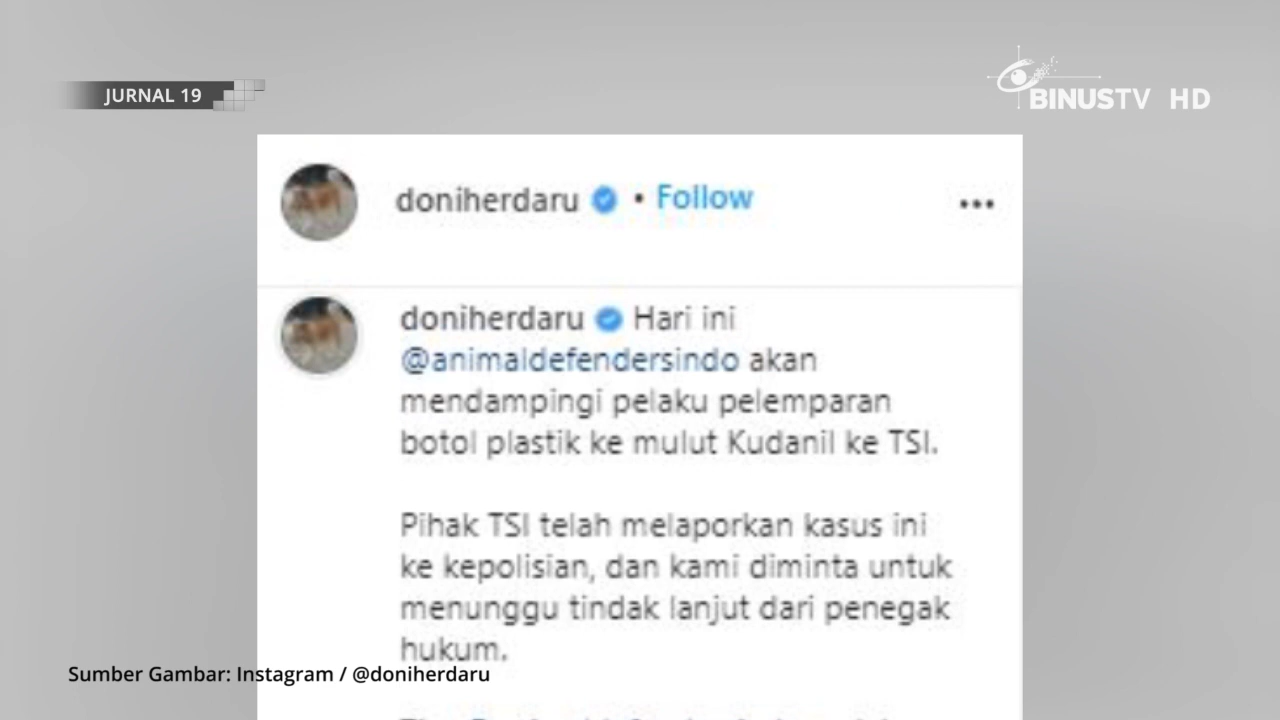 JURNAL 19
BINUSTV HD
doniherdaru • Follow
doniherdaru Hari ini
@animaldefendersindo akan
mendampingi pelaku pelemparan
botol plastik ke mulut Kudanil ke TSI.
Pihak TSI telah melaporkan kasus ini
ke kepolisian, dan kami diminta untuk
menunggu tindak lanjut dari penegak
hukum.
Sumber Gambar: Instagram / @doniherdaru